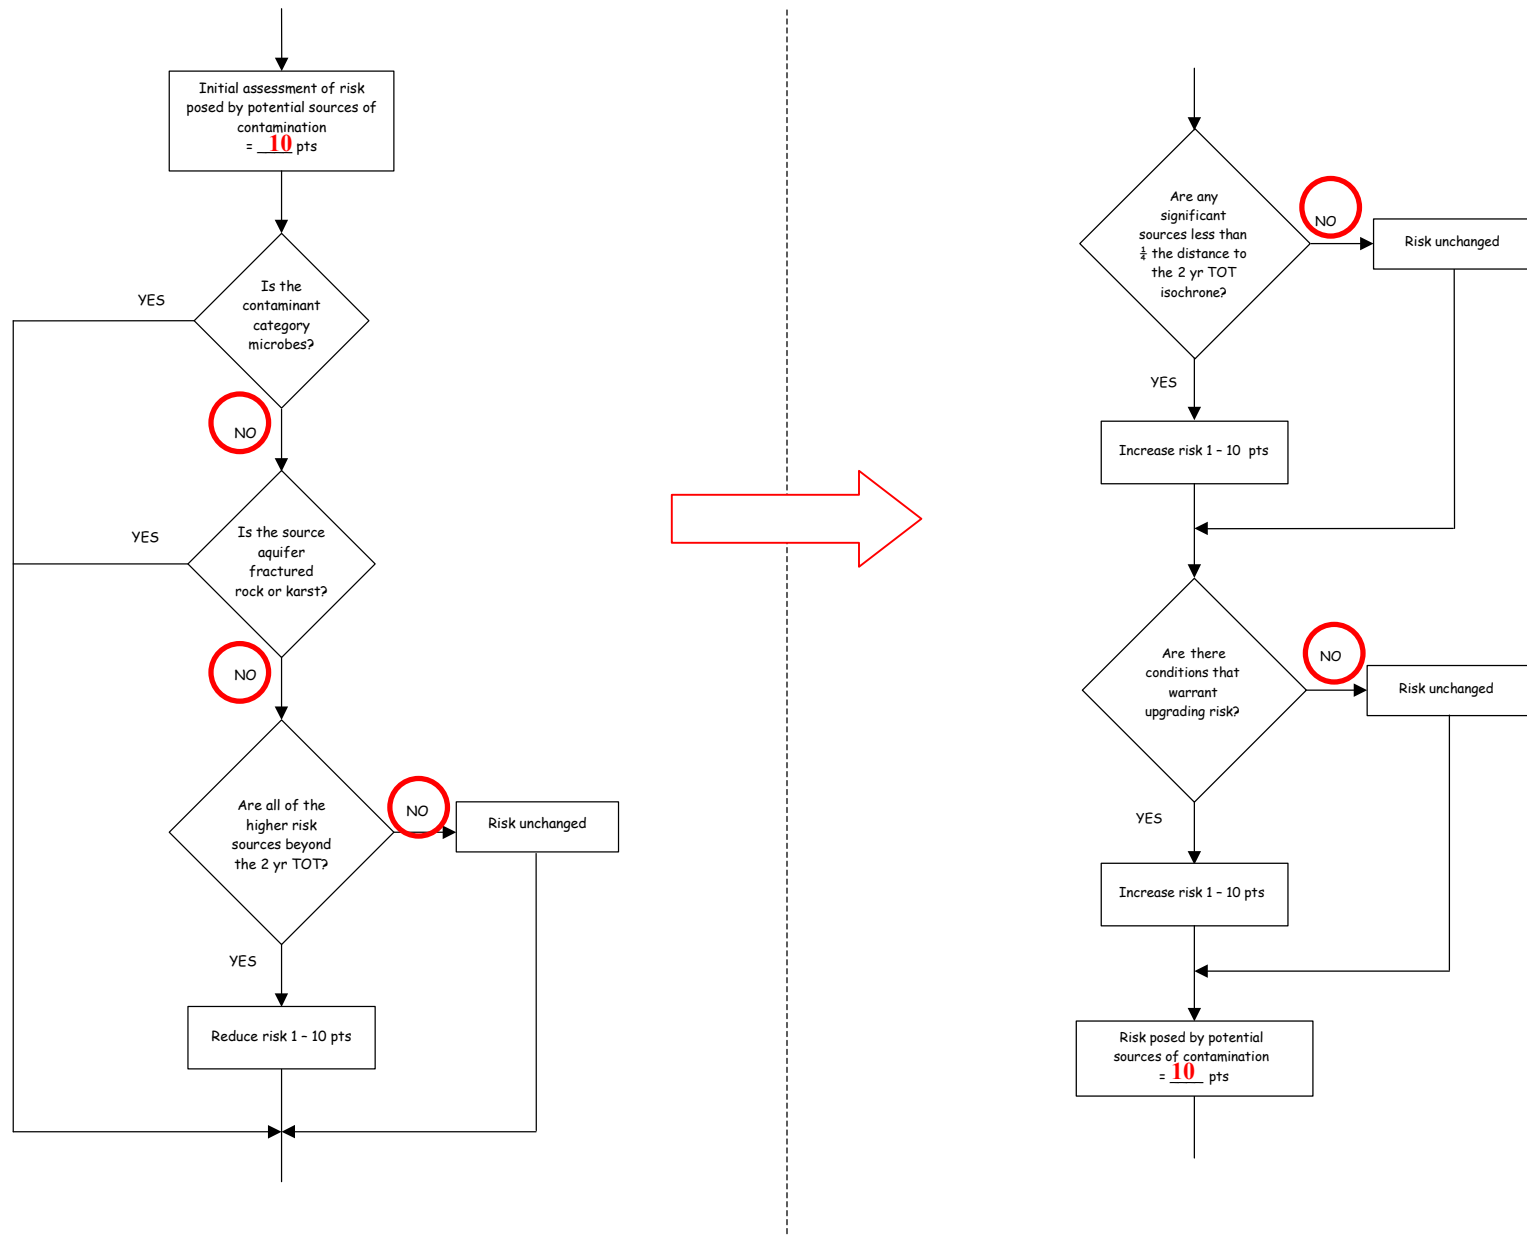 Initial assessment of risk
posed by potential sources of
contamination
= 10 pts
Is the
contaminant
category
microbes?
YES
NO
Is the source
aquifer
fractured
rock or karst?
YES
NO
Are all of the
higher risk
sources beyond
the 2 yr TOT?
NO
Risk unchanged
YES
Reduce risk 1 – 10 pts
Are any
significant
sources less than
¼ the distance to
the 2 yr TOT
isochrone?
NO
Risk unchanged
YES
Increase risk 1 – 10 pts
Are there
conditions that
warrant
upgrading risk?
NO
Risk unchanged
YES
Increase risk 1 – 10 pts
Risk posed by potential
sources of contamination
= 10 pts